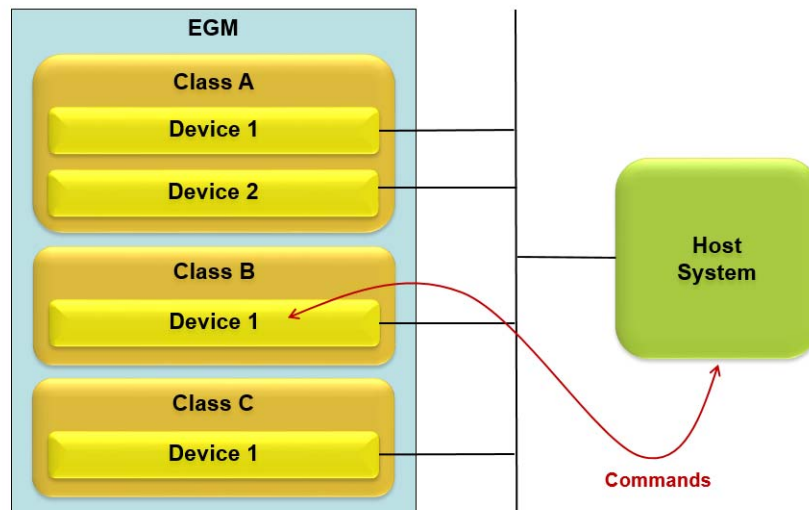 EGM
Class A
Device 1
Device 2
Class B
Device 1
Class C
Device 1
Host
System
Commands